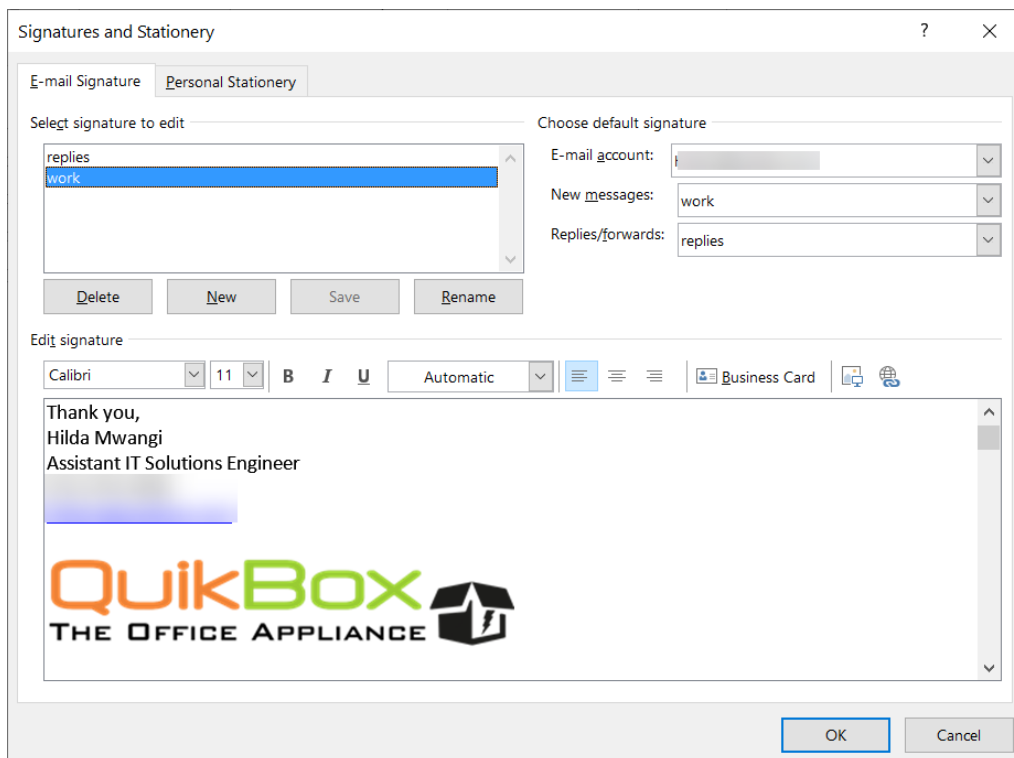 Signatures and Stationery
?
E-mail Signature
Personal Stationery
Select signature to edit
replies
work
Delete
New
Save
Rename
Choose default signature
E-mail account:
New messages:
work
Replies/forwards:
replies
Edit signature
Calibri
11
B
I
U
Automatic
Business Card
Thank you,
Hilda Mwangi
Assistant IT Solutions Engineer
QuikBox
THE OFFICE APPLIANCE
OK
Cancel